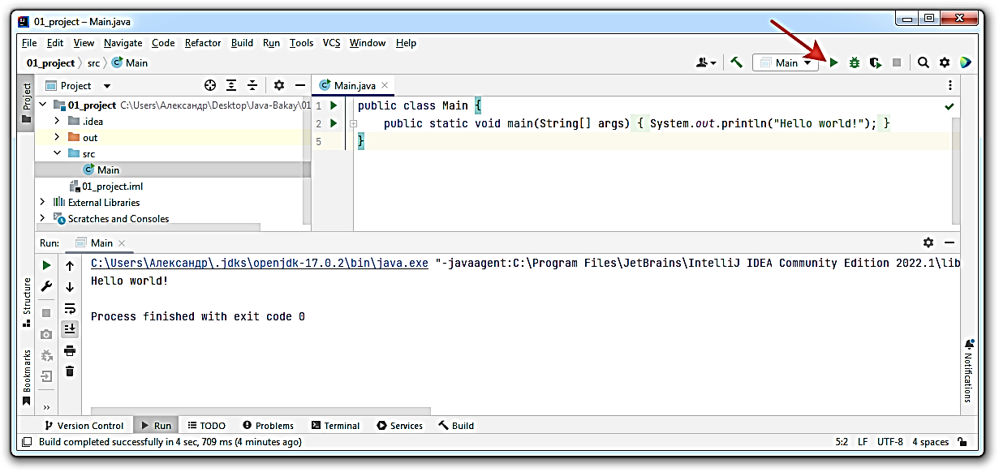 01_project – Main.java
File Edit View Navigate Code Refactor Build Run Tools VCS Window Help
01_project src Main
Main
Project
Project
Main.java
01_project C:\Users\Александр\Desktop\Java-Bakay\01
.idea
out
src
Main
01_project.iml
External Libraries
Scratches and Consoles
1 public class Main {
2 public static void main(String[] args) { System.out.println("Hello world!"); }
5 }
Run: Main
C:\Users\Александр\.jdks\openjdk-17.0.2\bin\java.exe "-javaagent:C:\Program Files\JetBrains\IntelliJ IDEA Community Edition 2022.1\lib
Hello world!
Process finished with exit code 0
Structure
Bookmarks
Notifications
Version Control Run TODO Problems Terminal Services Build
Build completed successfully in 4 sec, 709 ms (4 minutes ago)
5:2 LF UTF-8 4 spaces